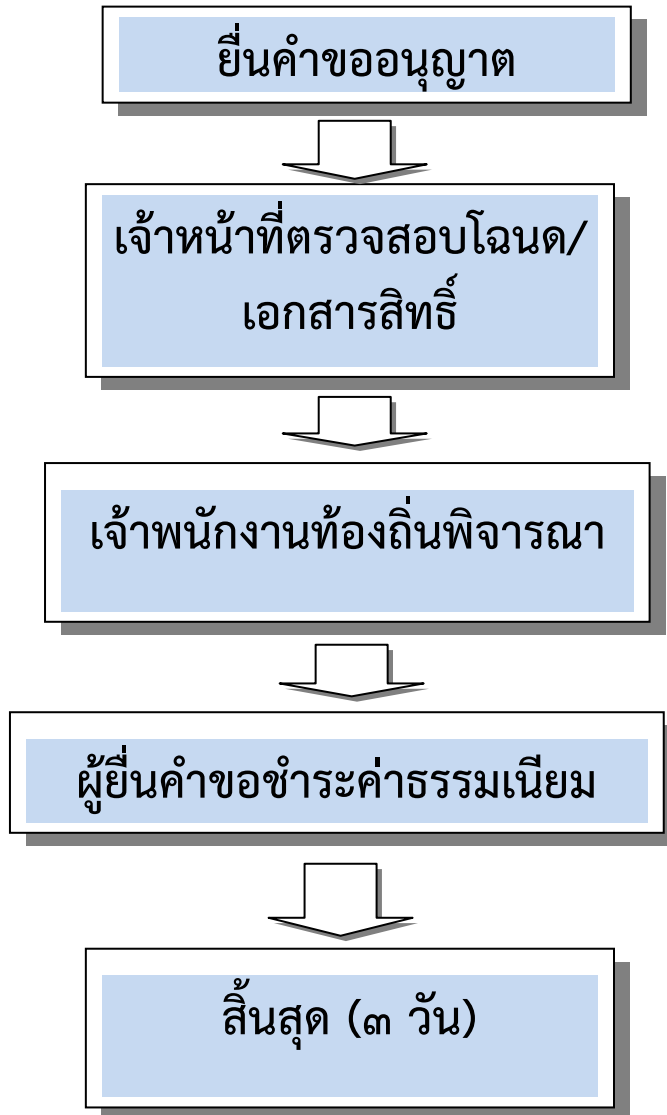 ยื่นคำขออนุญาต
เจ้าหน้าที่ตรวจสอบโฉนด/
เอกสารสิทธิ์
เจ้าพนักงานท้องถิ่นพิจารณา
ผู้ยื่นคำขอชำระค่าธรรมเนียม
สิ้นสุด (๓ วัน)